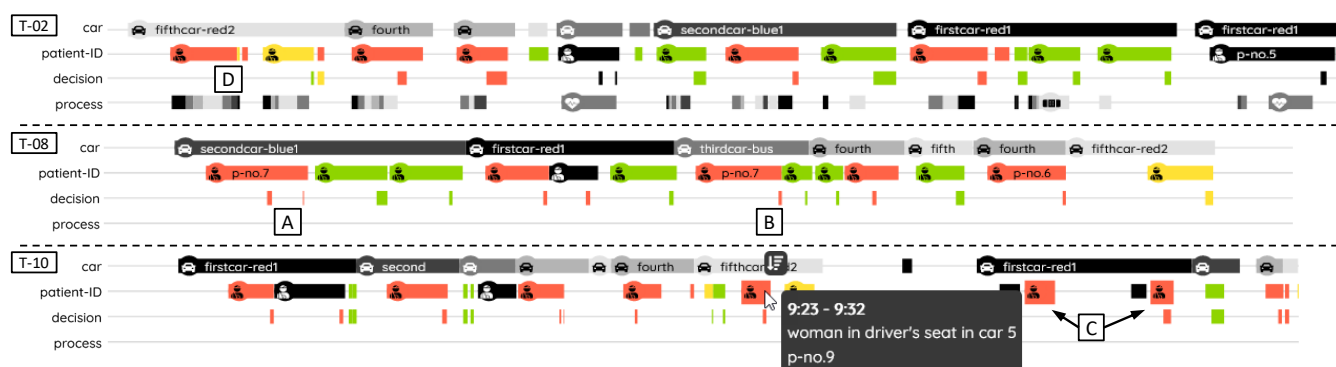 T-02
car
fifthcar-red2
fourth
secondcar-blue1
firstcar-red1
firstcar-red1
patient-ID
p-no.5
D
decision
process
T-08
car
secondcar-blue1
firstcar-red1
thirdcar-bus
fourth
fifth
fourth
fifthcar-red2
patient-ID
p-no.7
p-no.7
p-no.6
decision
A
B
process
T-10
car
firstcar-red1
second
fourth
fifthcar
2
firstcar-red1
patient-ID
9:23 - 9:32
decision
woman in driver's seat in car 5
C
process
p-no.9